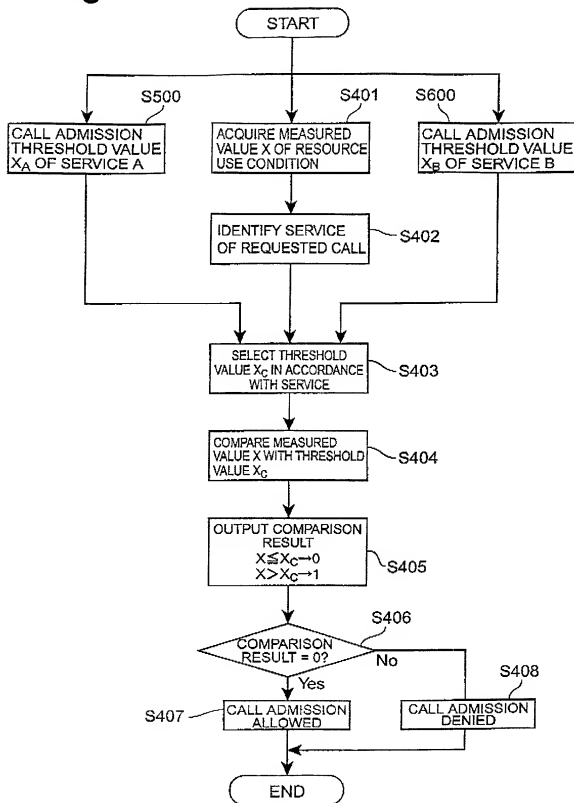 START
S500
S401
S600
CALL ADMISSION
THRESHOLD VALUE
XA OF SERVICE A
ACQUIRE MEASURED
VALUE X OF RESOURCE
USE CONDITION
CALL ADMISSION
THRESHOLD VALUE
XB OF SERVICE B
IDENTIFY SERVICE
OF REQUESTED CALL
S402
SELECT THRESHOLD
VALUE XC IN ACCORDANCE
WITH SERVICE
S403
COMPARE MEASURED
VALUE X WITH THRESHOLD
VALUE XC
S404
OUTPUT COMPARISON
RESULT
X≦XC→0
X>XC→1
S405
S406
COMPARISON
RESULT = 0?
No
Yes
S408
S407
CALL ADMISSION
ALLOWED
CALL ADMISSION
DENIED
END